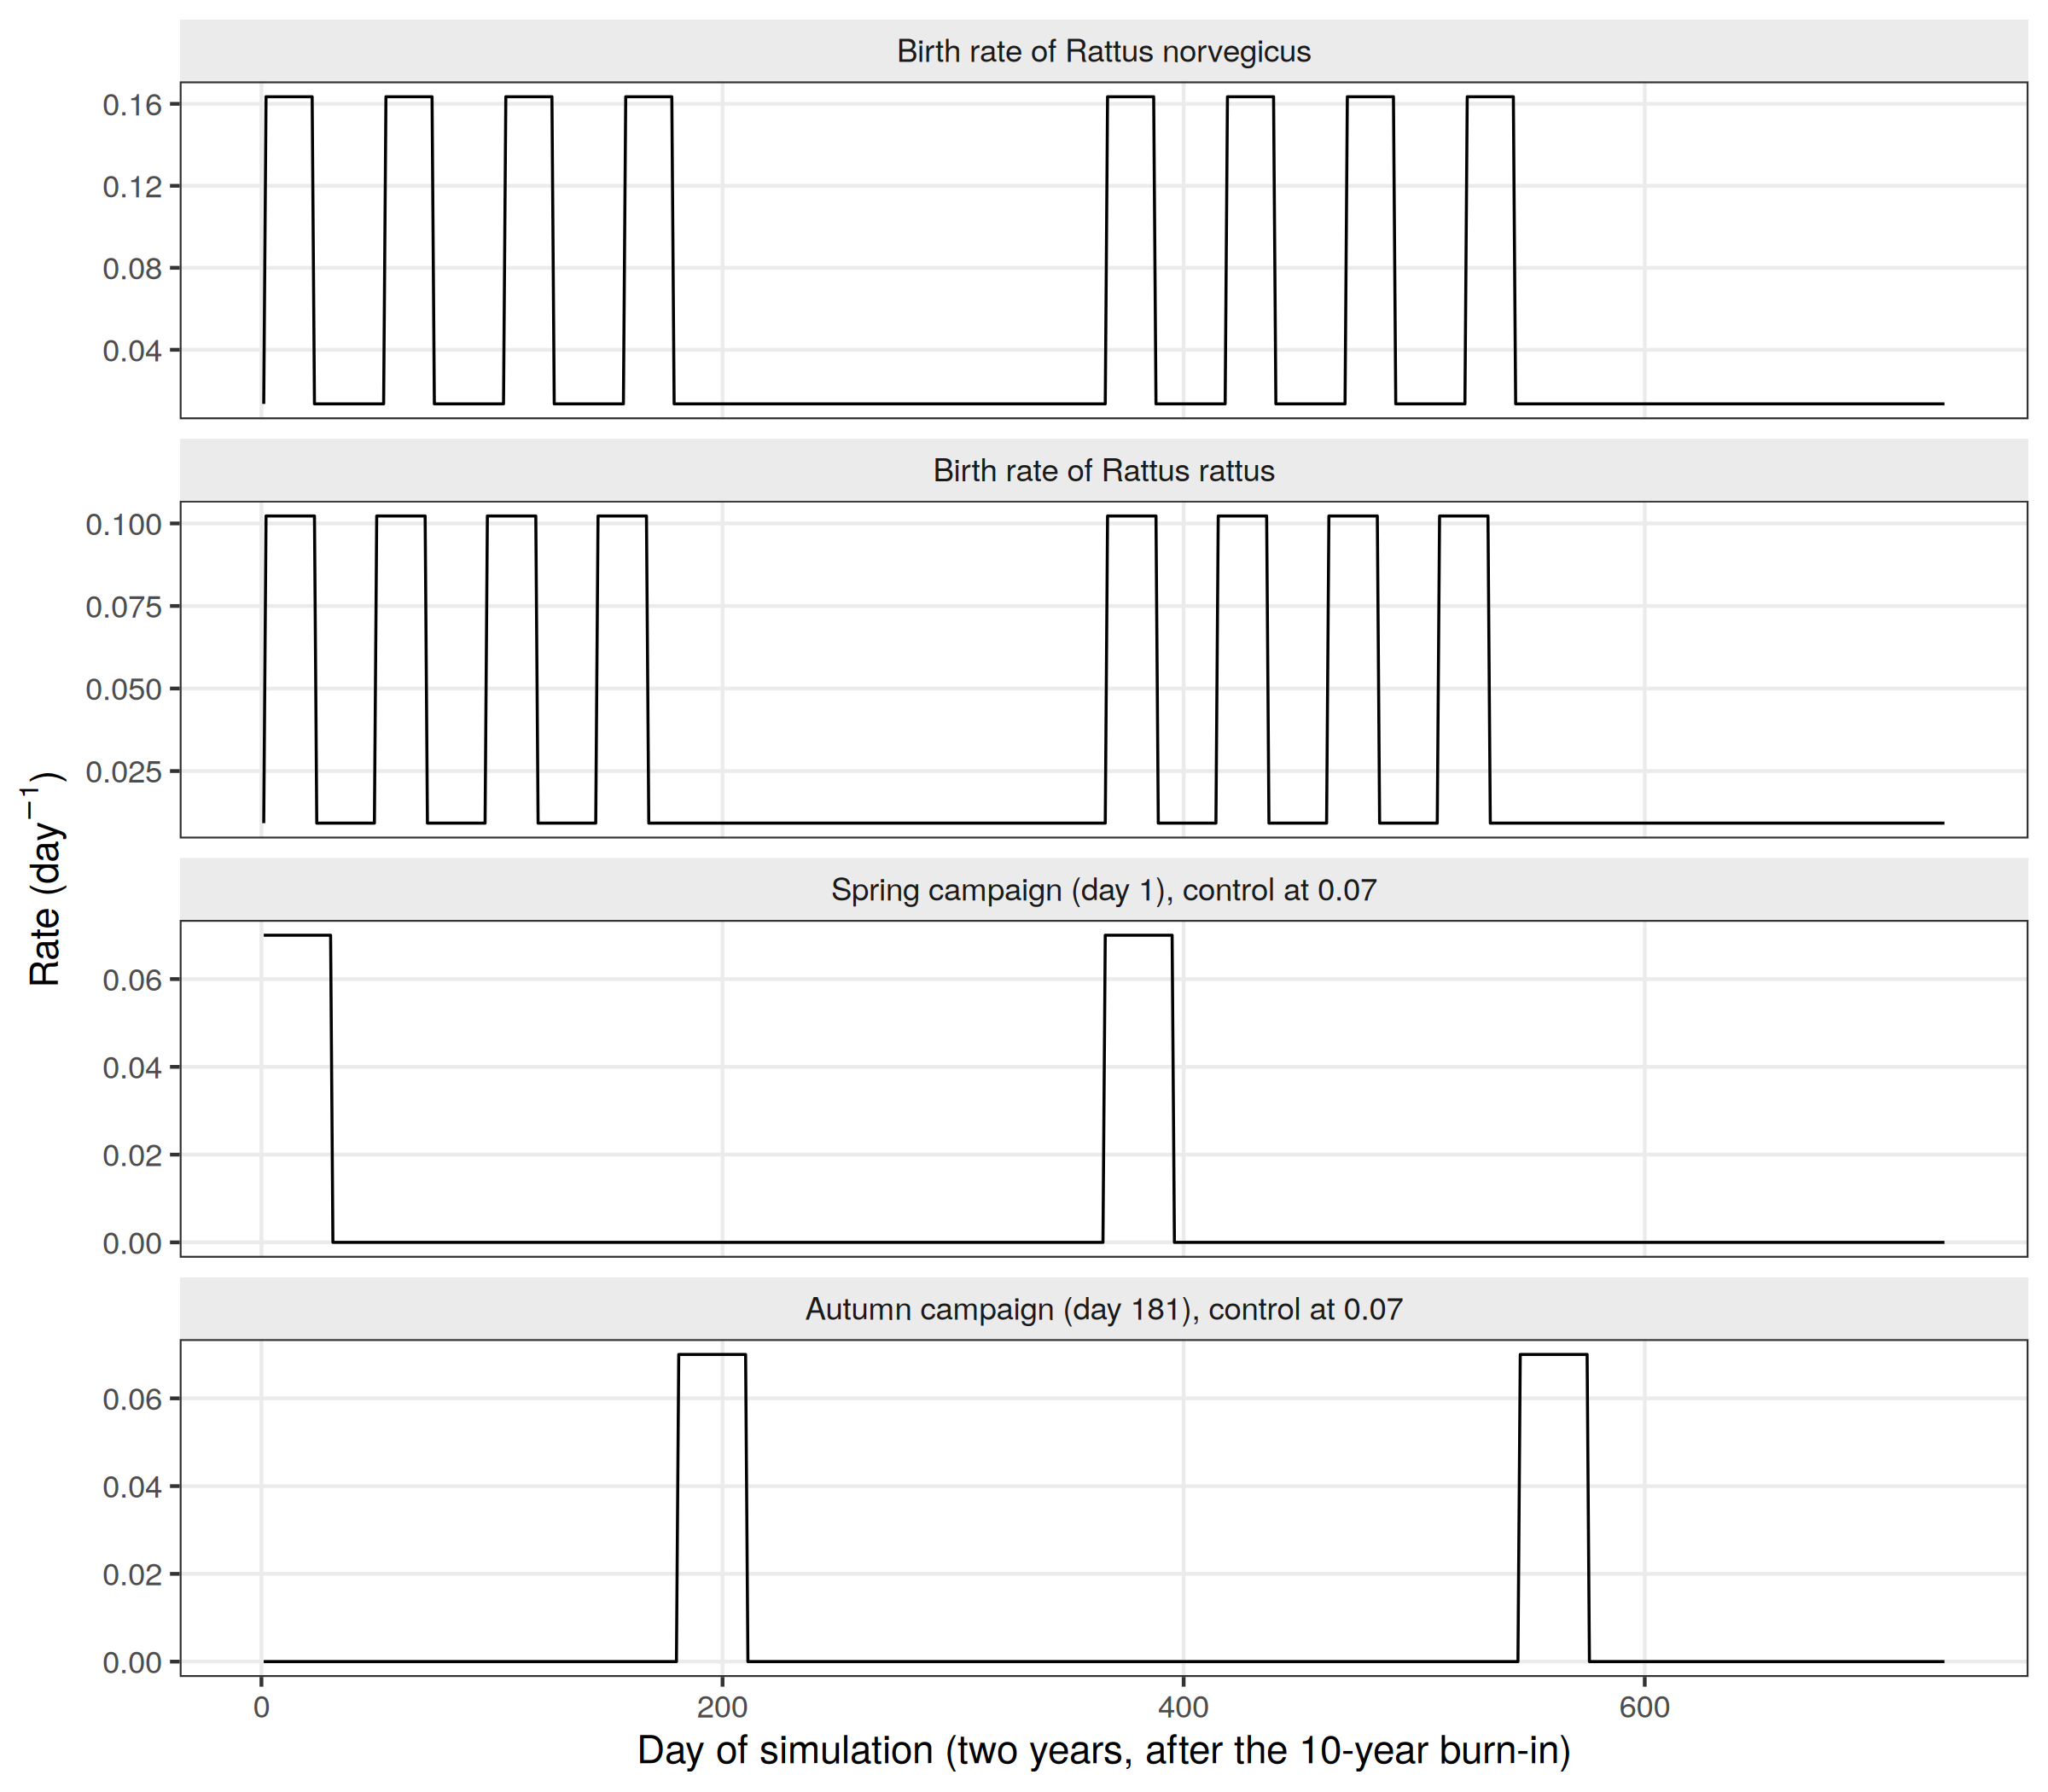 Birth rate of Rattus norvegicus
0.16
0.12
0.08
0.04
Birth rate of Rattus rattus
0.100
0.075
0.050
0.025
Rate (day⁻¹)
Spring campaign (day 1), control at 0.07
0.06
0.04
0.02
0.00
Autumn campaign (day 181), control at 0.07
0.06
0.04
0.02
0.00
0 200 400 600
Day of simulation (two years, after the 10-year burn-in)